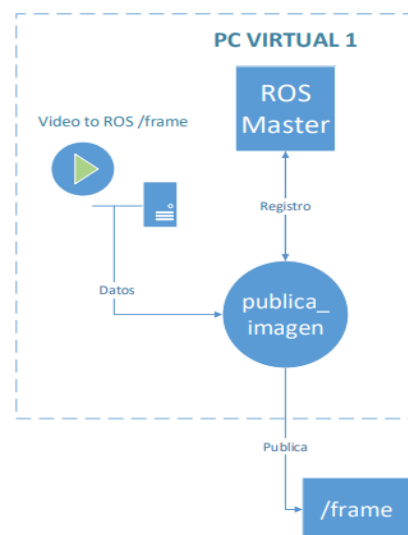 PC VIRTUAL 1
ROS
Master
Video to ROS /frame
Registro
Datos
publica_
imagen
Publica
/frame